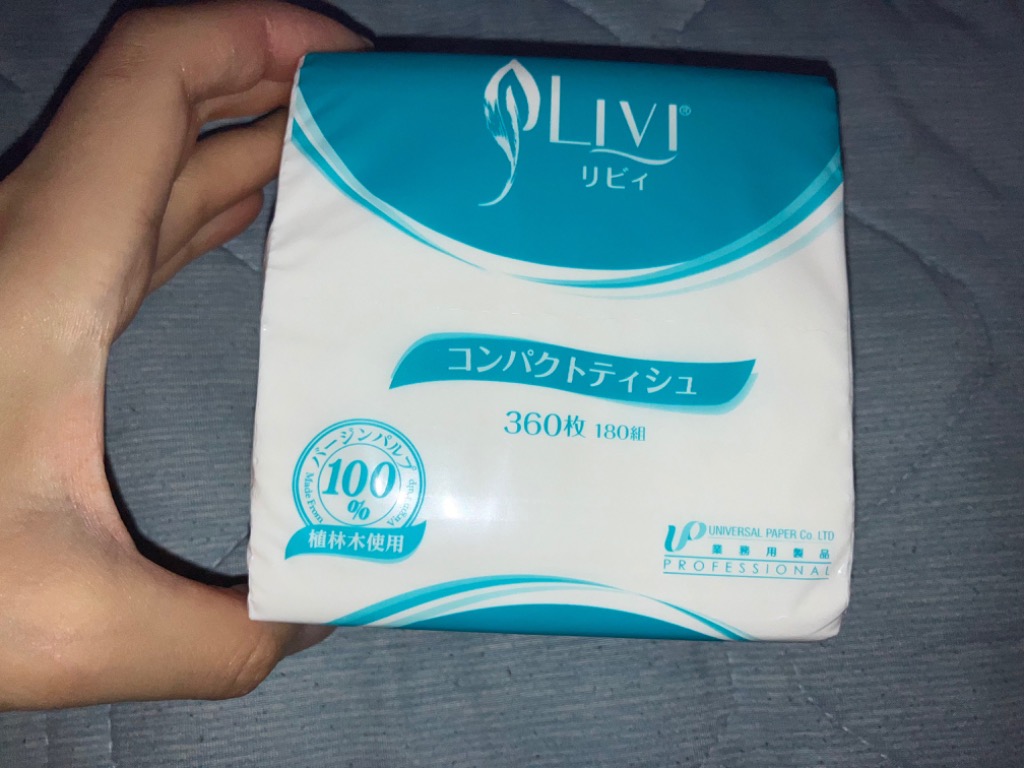 LIVI®
リビィ
コンパクトティシュ
360枚 180組
バージンパルプ
100
%
Made From
Virgin Pulp
植林木使用
UP UNIVERSAL PAPER Co. LTD
業務用製品
PROFESSIONAL